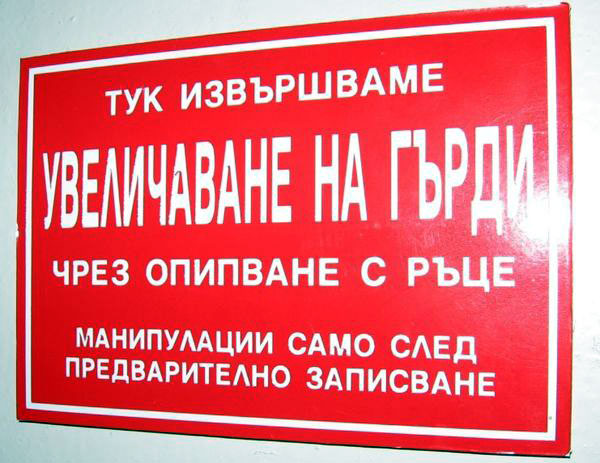 ТУК ИЗВЪРШВАМЕ
УВЕЛИЧАВАНЕ НА ГЪРДИ
ЧРЕЗ ОПИПВАНЕ С РЪЦЕ
МАНИПУЛАЦИИ САМО СЛЕД
ПРЕДВАРИТЕЛНО ЗАПИСВАНЕ